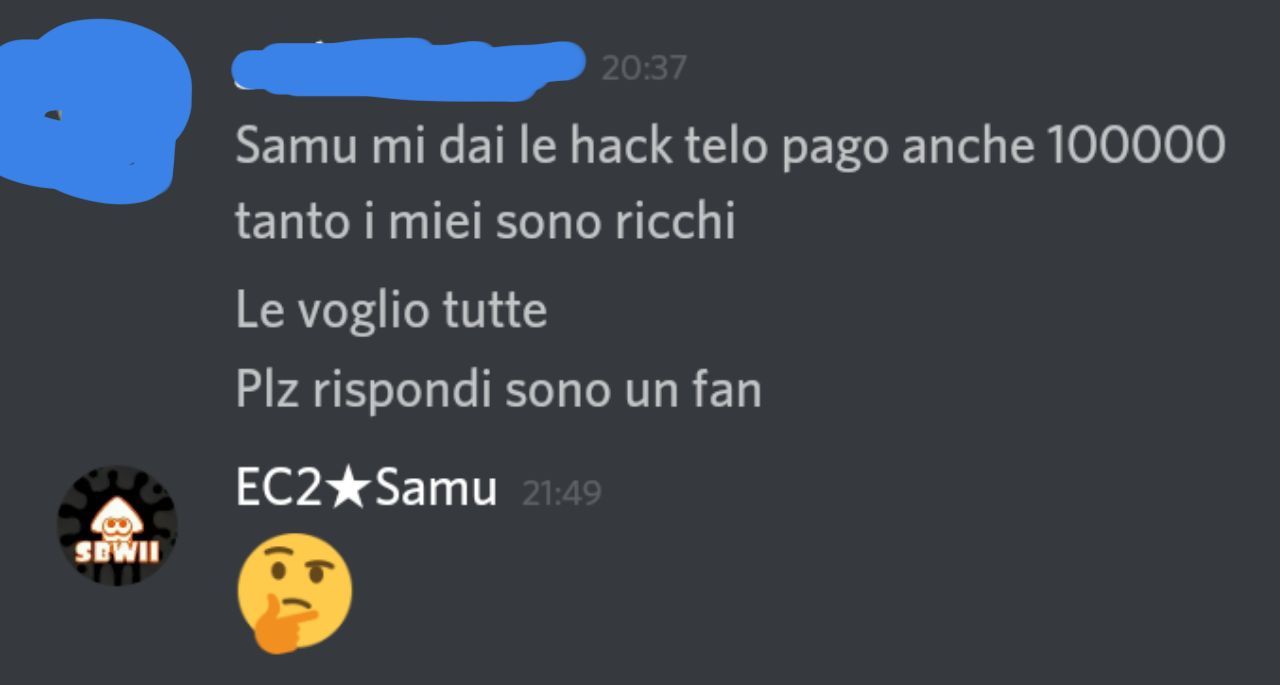 20:37
Samu mi dai le hack telo pago anche 100000
tanto i miei sono ricchi
Le voglio tutte
Plz rispondi sono un fan
EC2★Samu 21:49
SBWII